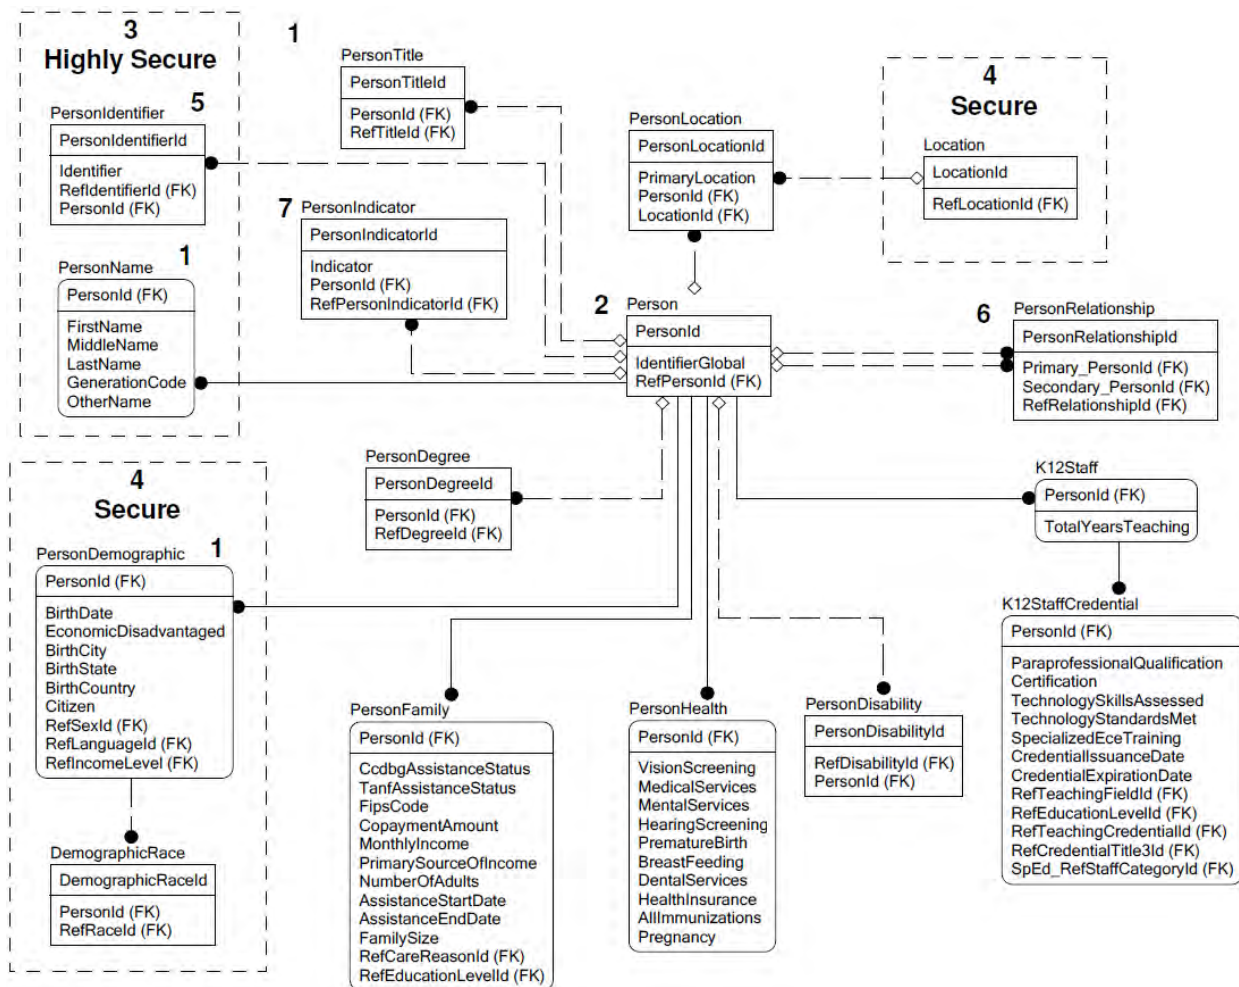 3
Highly Secure
5
PersonIdentifier
PersonIdentifierId
Identifier
RefIdentifierId (FK)
PersonId (FK)
1
PersonName
PersonId (FK)
FirstName
MiddleName
LastName
GenerationCode
OtherName
1
PersonTitle
PersonTitleId
PersonId (FK)
RefTitleId (FK)
7
PersonIndicator
PersonIndicatorId
Indicator
PersonId (FK)
RefPersonIndicatorId (FK)
PersonLocation
PersonLocationId
PrimaryLocation
PersonId (FK)
LocationId (FK)
4
Secure
Location
LocationId
RefLocationId (FK)
2
Person
PersonId
IdentifierGlobal
RefPersonId (FK)
6
PersonRelationship
PersonRelationshipId
Primary_PersonId (FK)
Secondary_PersonId (FK)
RefRelationshipId (FK)
4
Secure
1
PersonDemographic
PersonId (FK)
BirthDate
EconomicDisadvantaged
BirthCity
BirthState
BirthCountry
Citizen
RefSexId (FK)
RefLanguageId (FK)
RefIncomeLevel (FK)
DemographicRace
DemographicRaceId
PersonId (FK)
RefRaceId (FK)
PersonDegree
PersonDegreeId
PersonId (FK)
RefDegreeId (FK)
K12Staff
PersonId (FK)
TotalYearsTeaching
K12StaffCredential
PersonId (FK)
ParaprofessionalQualification
Certification
TechnologySkillsAssessed
TechnologyStandardsMet
SpecializedEceTraining
CredentialIssuanceDate
CredentialExpirationDate
RefTeachingFieldId (FK)
RefEducationLevelId (FK)
RefTeachingCredentialId (FK)
RefCredentialTitle3Id (FK)
SpEd_RefStaffCategoryId (FK)
PersonFamily
PersonId (FK)
CcdbgAssistanceStatus
TanfAssistanceStatus
FipsCode
CopaymentAmount
MonthlyIncome
PrimarySourceOfIncome
NumberOfAdults
AssistanceStartDate
AssistanceEndDate
FamilySize
RefCareReasonId (FK)
RefEducationLevelId (FK)
PersonHealth
PersonId (FK)
VisionScreening
MedicalServices
MentalServices
HearingScreening
PrematureBirth
BreastFeeding
DentalServices
HealthInsurance
AllImmunizations
Pregnancy
PersonDisability
PersonDisabilityId
RefDisabilityId (FK)
PersonId (FK)